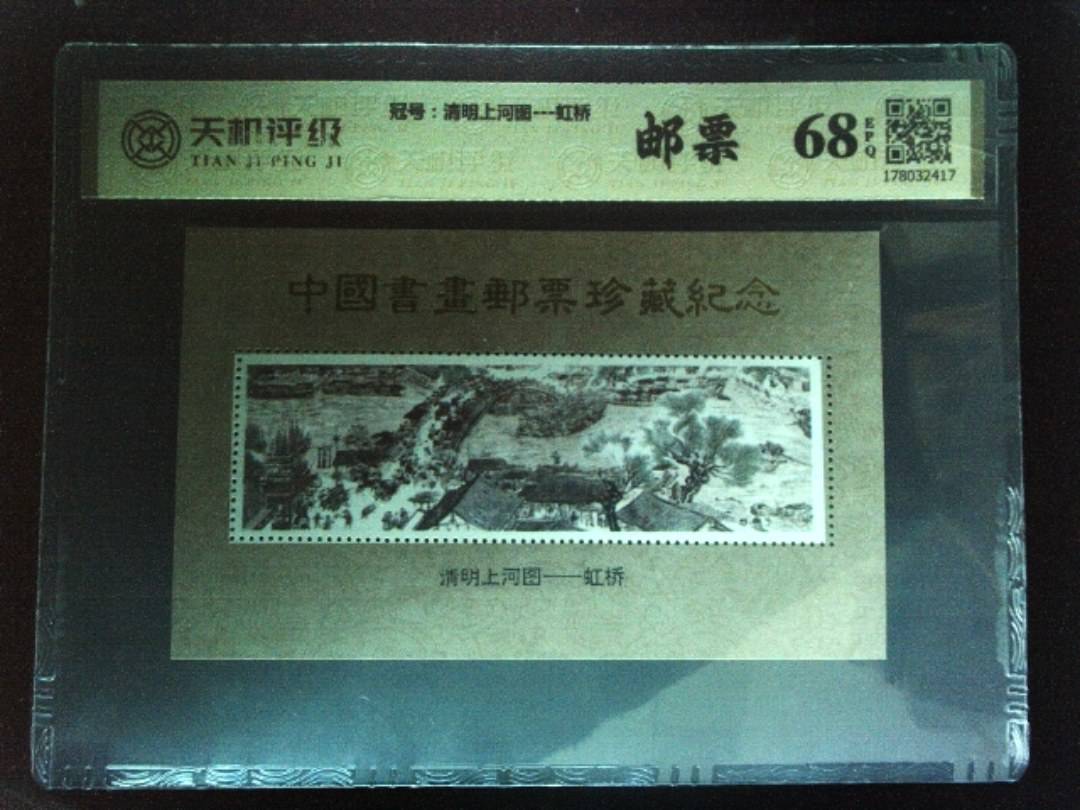 天机评级
TIAN JI PING JI
冠号：清明上河图---虹桥
邮票
68
EPQ
178032417
中國書畫郵票珍藏紀念
清明上河图——虹桥